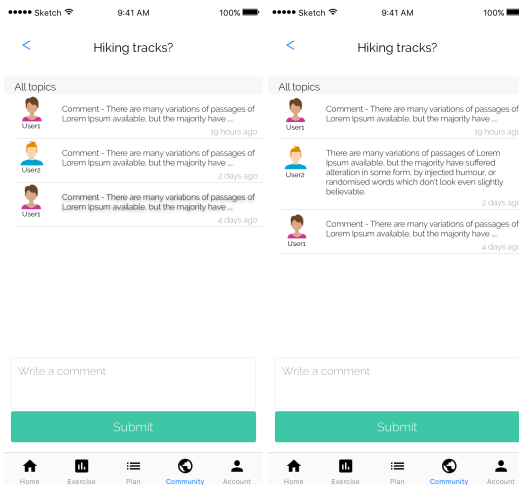 Sketch 9:41 AM 100%
<
Hiking tracks?
All topics
Comment - There are many variations of passages of
Lorem Ipsum available, but the majority have ...
User1
19 hours ago
Comment - There are many variations of passages of
Lorem Ipsum available, but the majority have ...
User2
2 days ago
Comment - There are many variations of passages of
Lorem Ipsum available, but the majority have ...
User1
4 days ago
Write a comment
Submit
Home Exercise Plan Community Account
Sketch 9:41 AM 100%
<
Hiking tracks?
All topics
Comment - There are many variations of passages of
Lorem Ipsum available, but the majority have ...
User1
19 hours ago
There are many variations of passages of Lorem
Ipsum available, but the majority have suffered
alteration in some form, by injected humour, or
randomised words which don't look even slightly
believable.
User2
2 days ago
Comment - There are many variations of passages of
Lorem Ipsum available, but the majority have ...
User1
4 days ago
Write a comment
Submit
Home Exercise Plan Community Account